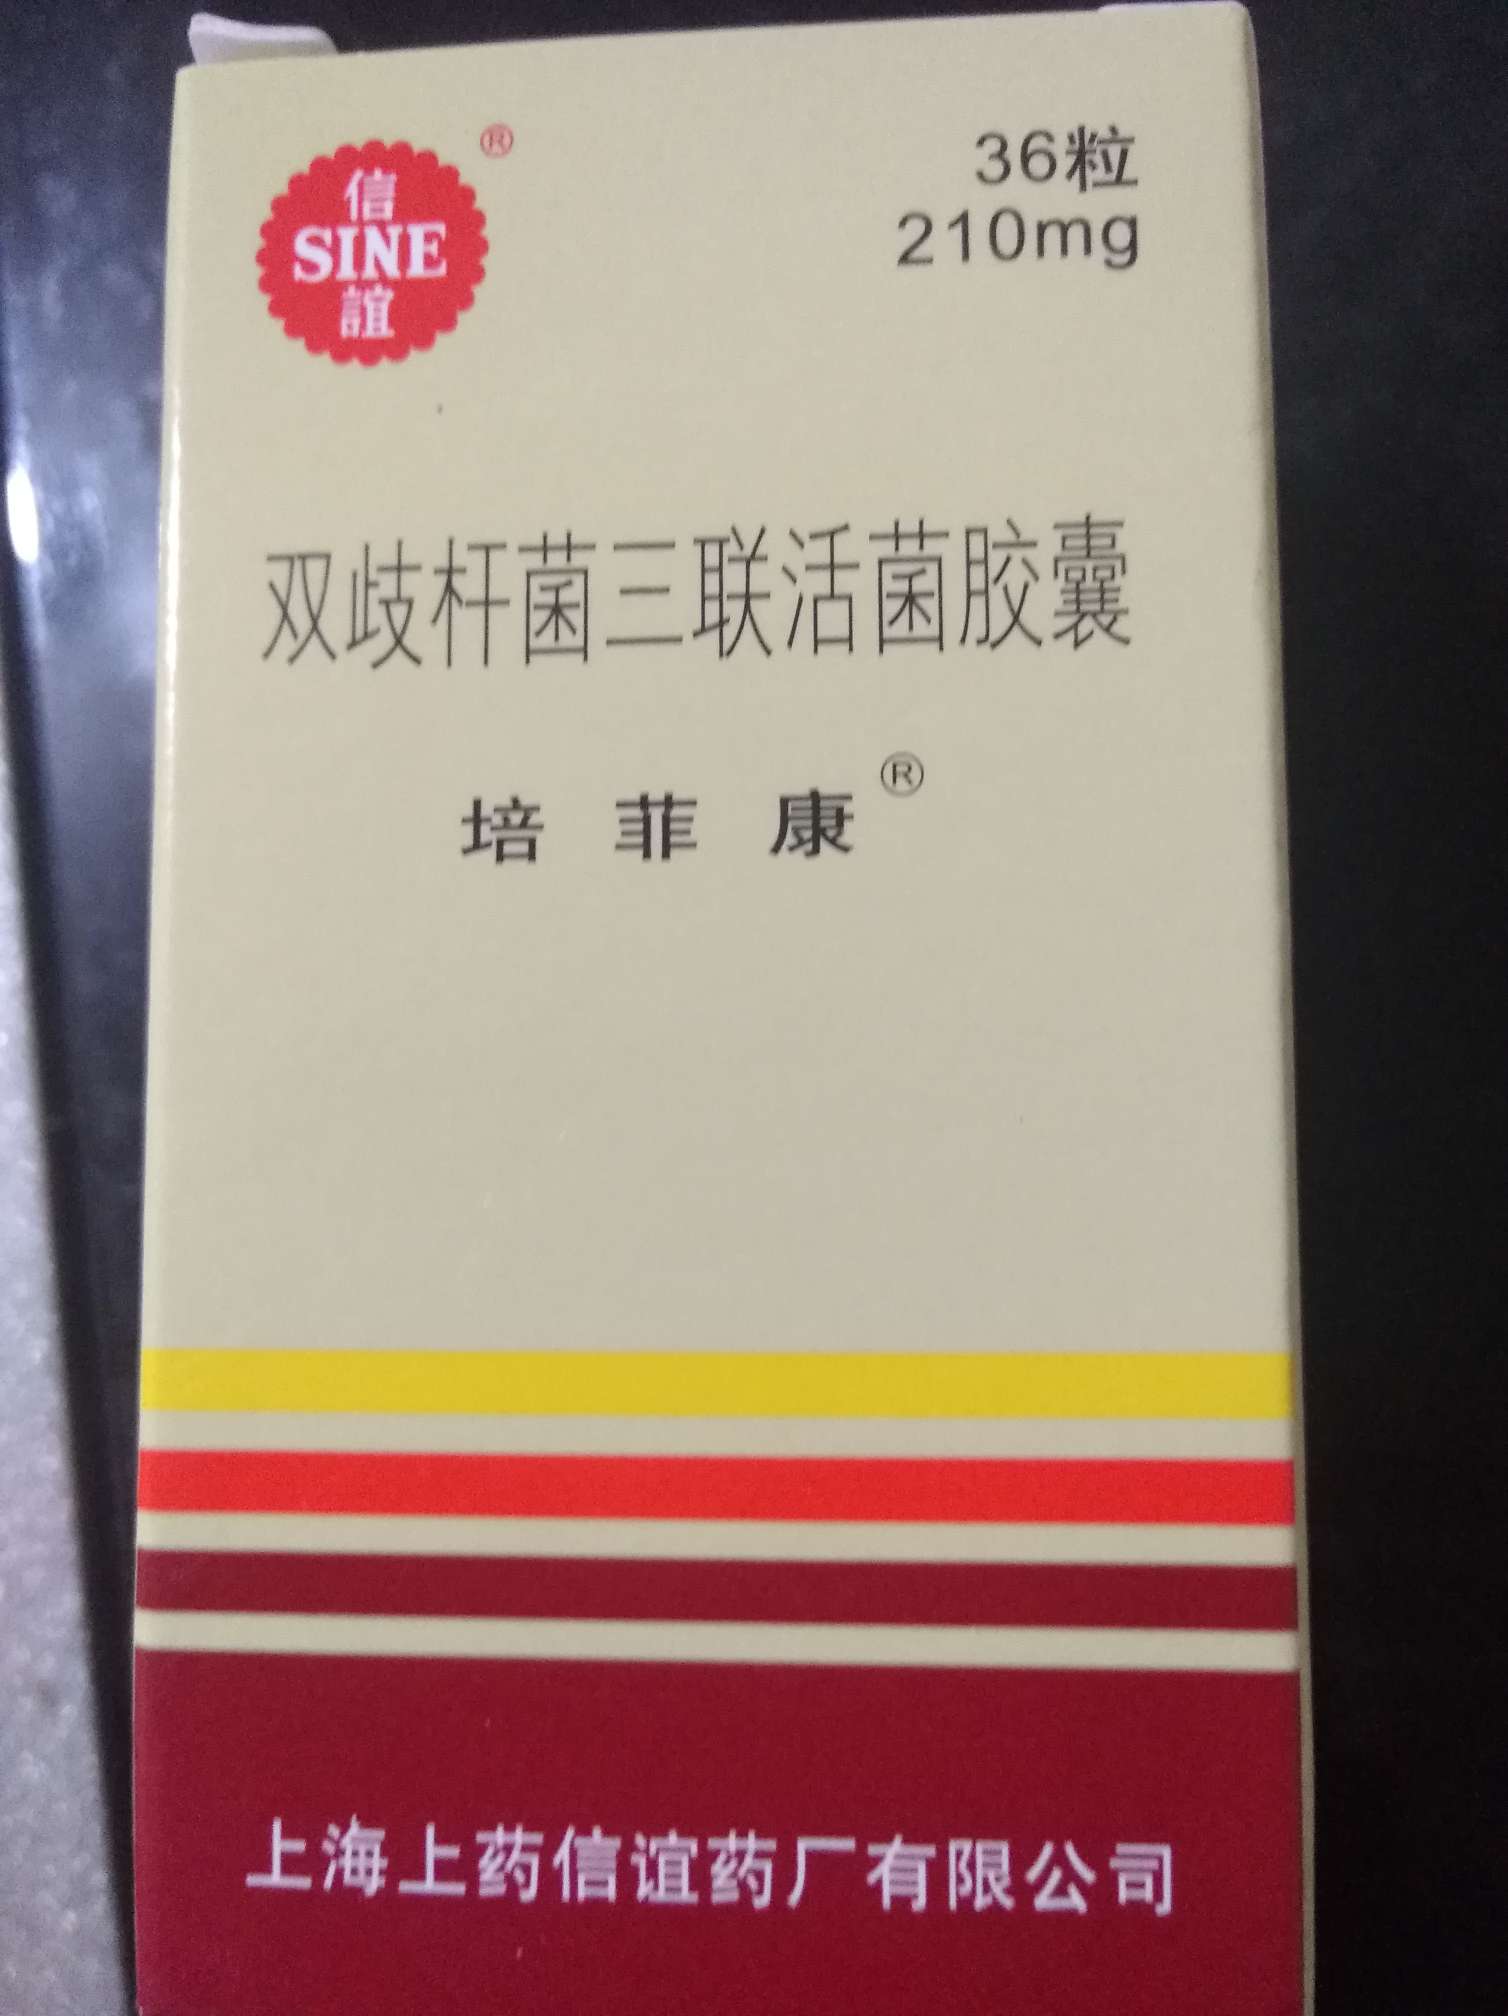 信
SINE
誼
®
36粒
210mg
双歧杆菌三联活菌胶囊
培菲康®
上海上药信谊药厂有限公司